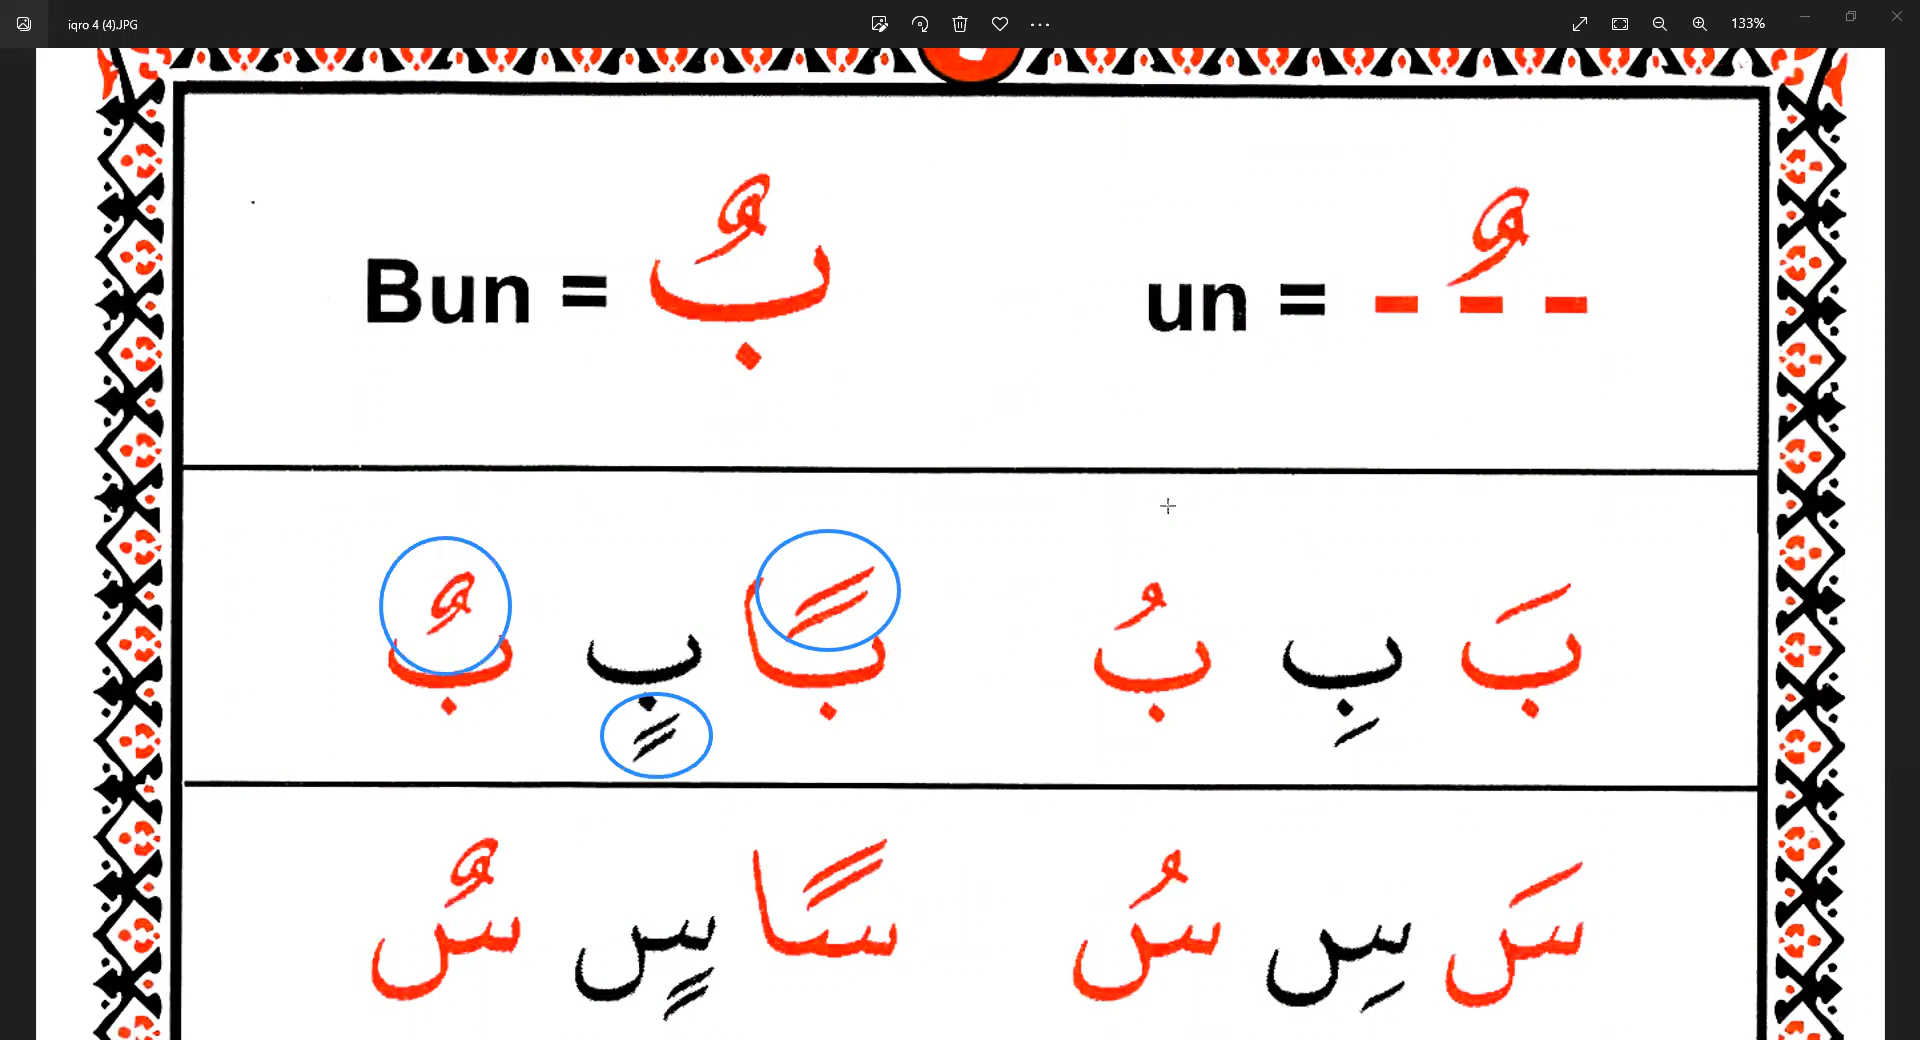 iqro 4 (4).JPG
133%
Bun = بٌ un = ـٌ
بَ بِ بُ بًا بٍ بٌ
سَ سِ سُ سًا سٍ سٌ